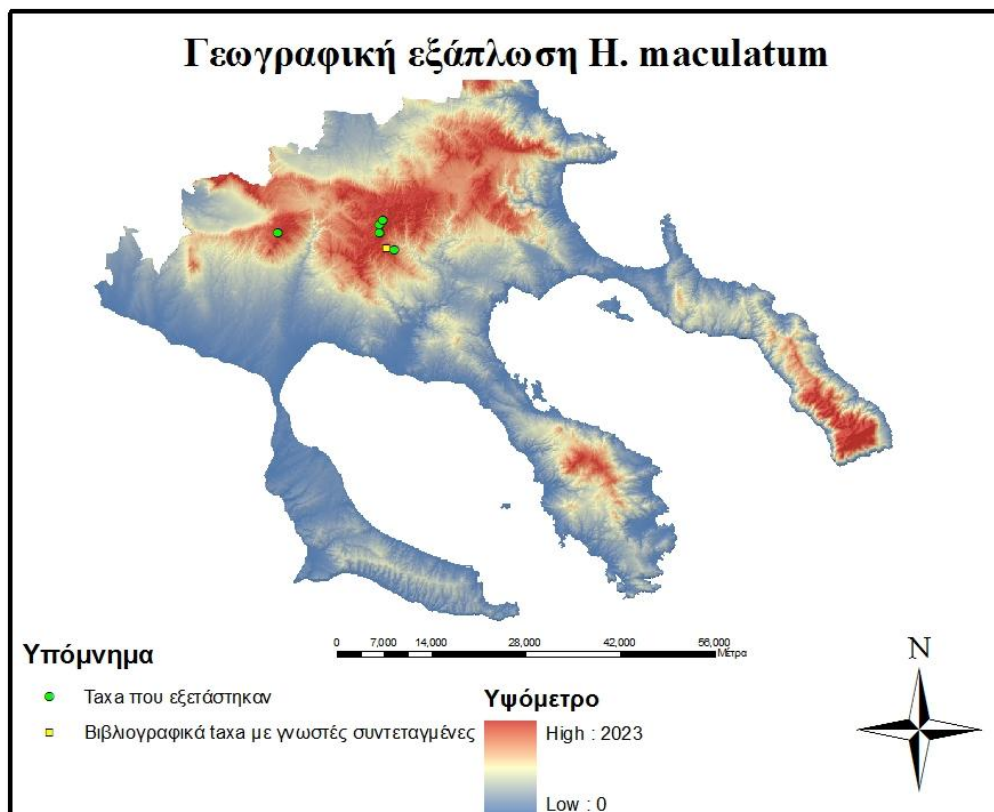 Γεωγραφική εξάπλωση H. maculatum
0 7,000 14,000 28,000 42,000 56,000
Μέτρα
N
Υπόμνημα
Taxa που εξετάστηκαν
Βιβλιογραφικά taxa με γνωστές συντεταγμένες
Υψόμετρο
High : 2023
Low : 0